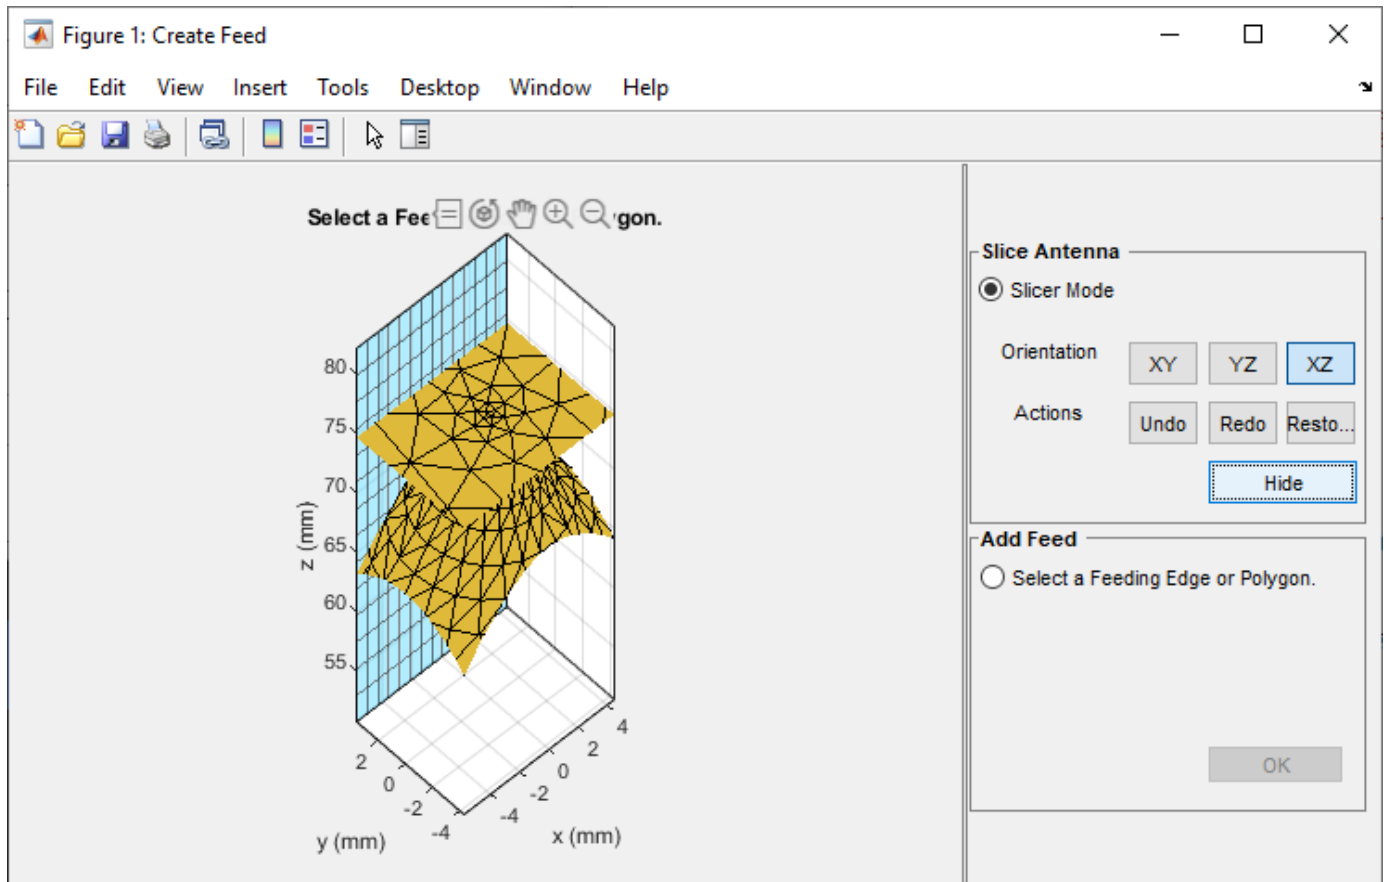 Figure 1: Create Feed
File Edit View Insert Tools Desktop Window Help
Select a Fee gon.
Slice Antenna
Slicer Mode
Orientation XY YZ XZ
Actions Undo Redo Resto...
Hide
Add Feed
Select a Feeding Edge or Polygon.
OK
80
75
70
65
60
55
z (mm)
2
0
-2
-4
y (mm)
4
2
0
-2
-4
x (mm)